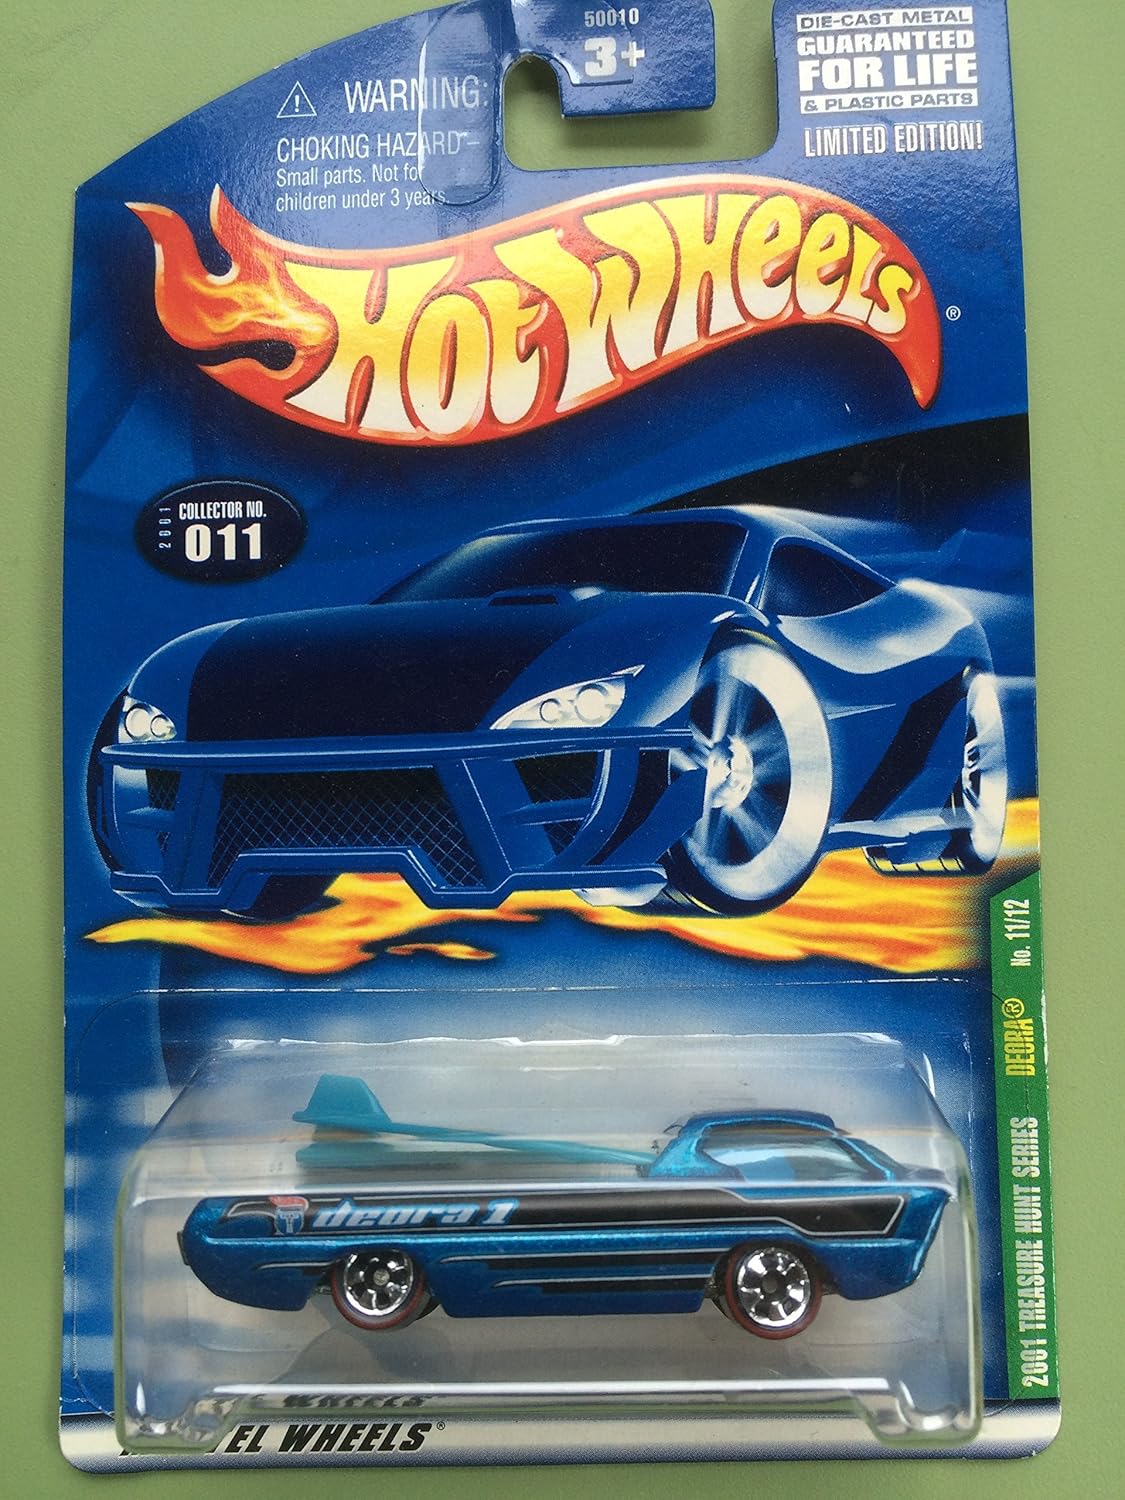 50010
3+
DIE-CAST METAL
GUARANTEED
FOR LIFE
& PLASTIC PARTS
LIMITED EDITION!
WARNING:
CHOKING HAZARD–
Small parts. Not for
children under 3 years.
HOT WHEELS®
2001
COLLECTOR NO.
011
2001 TREASURE HUNT SERIES DEORA® No. 11/12
deora 1
WHEELS
WHEELS®